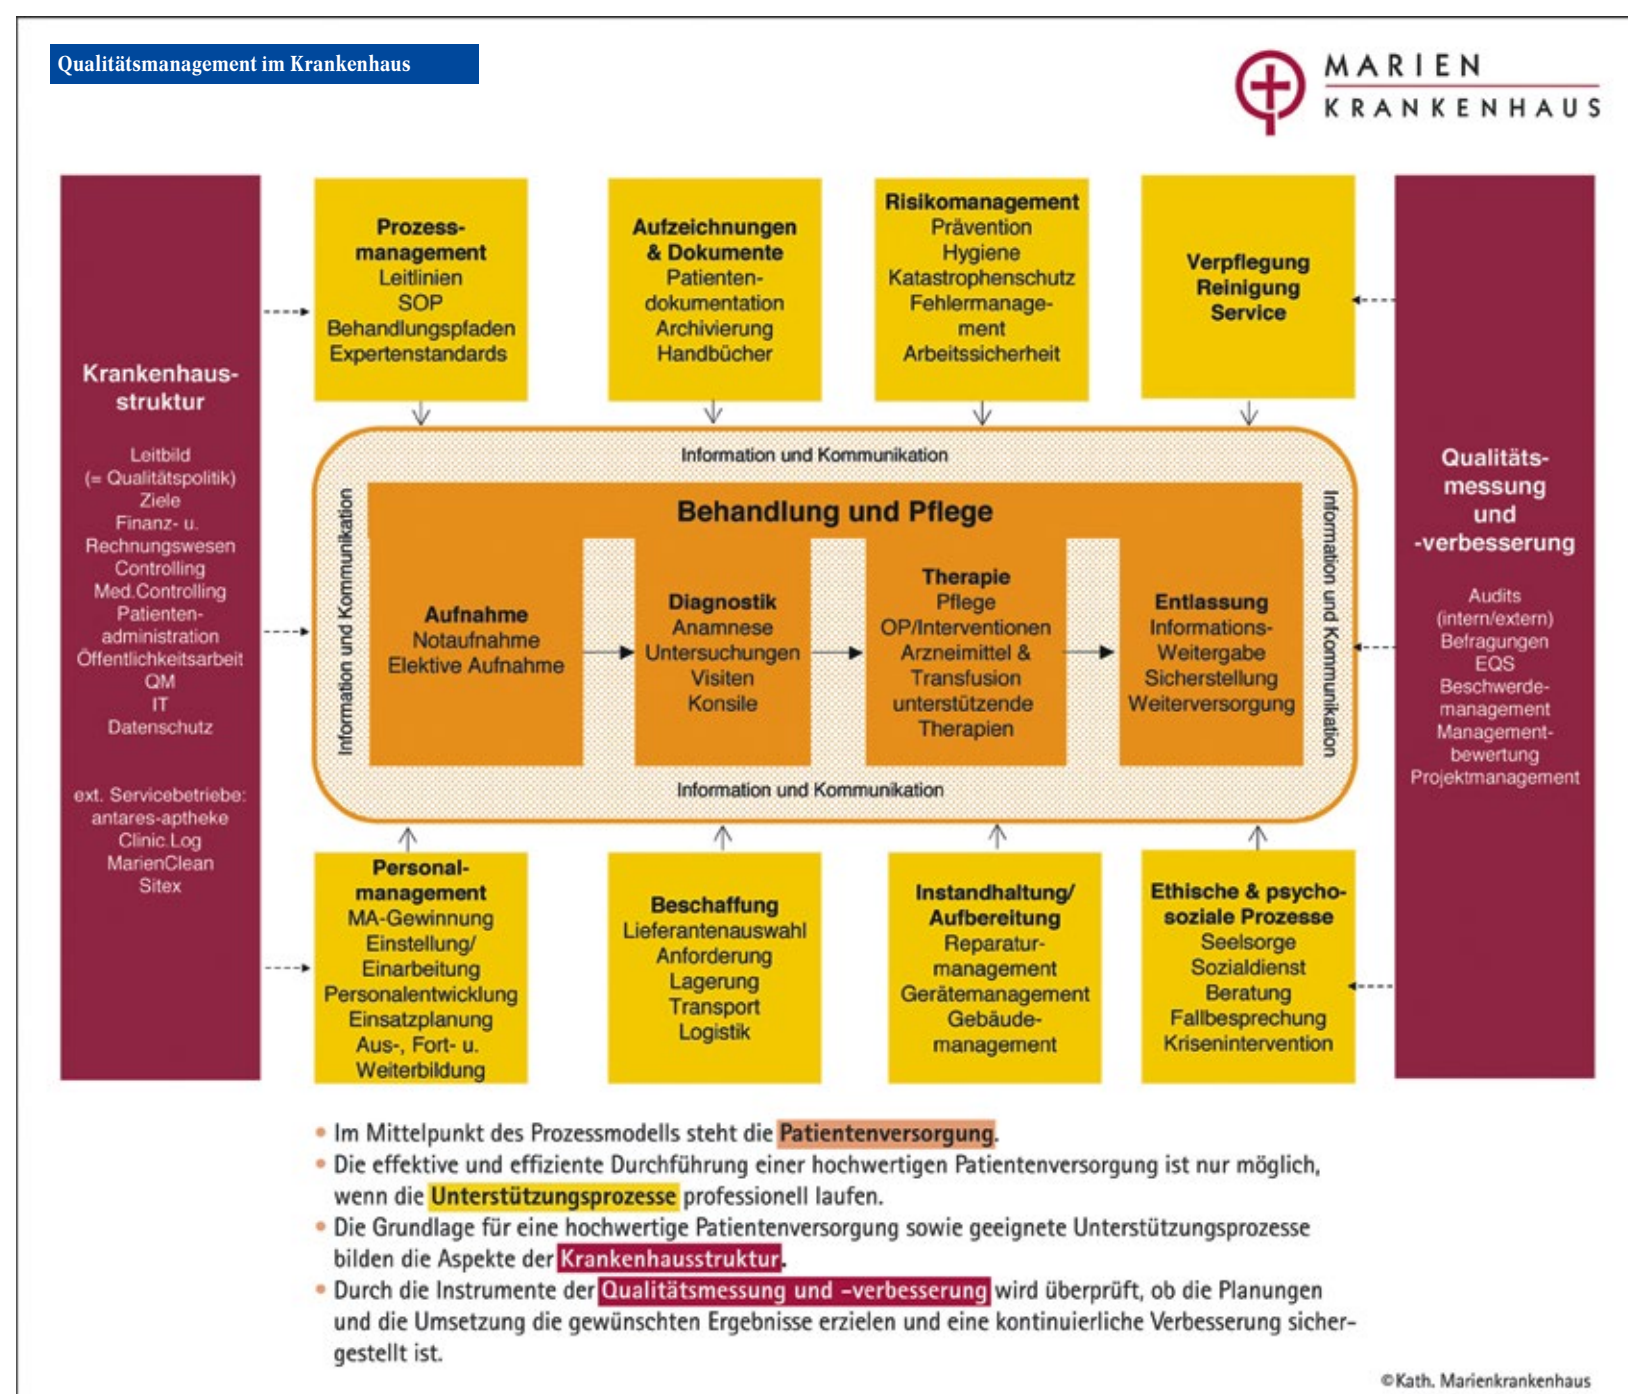 Qualitätsmanagement im Krankenhaus
MARIEN
KRANKENHAUS
Krankenhaus-
struktur
Leitbild
(= Qualitätspolitik)
Ziele
Finanz- u.
Rechnungswesen
Controlling
Med.Controlling
Patienten-
administration
Öffentlichkeitsarbeit
QM
IT
Datenschutz
ext. Servicebetriebe:
antares-aptheke
Clinic.Log
MarienClean
Sitex
Prozess-
management
Leitlinien
SOP
Behandlungspfaden
Expertenstandards
Aufzeichnungen
& Dokumente
Patienten-
dokumentation
Archivierung
Handbücher
Risikomanagement
Prävention
Hygiene
Katastrophenschutz
Fehlermanage-
ment
Arbeitssicherheit
Verpflegung
Reinigung
Service
Information und Kommunikation
Information und Kommunikation
Behandlung und Pflege
Aufnahme
Notaufnahme
Elektive Aufnahme
Diagnostik
Anamnese
Untersuchungen
Visiten
Konsile
Therapie
Pflege
OP/Interventionen
Arzneimittel &
Transfusion
unterstützende
Therapien
Entlassung
Informations-
Weitergabe
Sicherstellung
Weiterversorgung
Information und Kommunikation
Information und Kommunikation
Personal-
management
MA-Gewinnung
Einstellung/
Einarbeitung
Personalentwicklung
Einsatzplanung
Aus-, Fort- u.
Weiterbildung
Beschaffung
Lieferantenauswahl
Anforderung
Lagerung
Transport
Logistik
Instandhaltung/
Aufbereitung
Reparatur-
management
Gerätemanagement
Gebäude-
management
Ethische & psycho-
soziale Prozesse
Seelsorge
Sozialdienst
Beratung
Fallbesprechung
Krisenintervention
Qualitäts-
messung
und
-verbesserung
Audits
(intern/extern)
Befragungen
EQS
Beschwerde-
management
Management-
bewertung
Projektmanagement
• Im Mittelpunkt des Prozessmodells steht die Patientenversorgung.
• Die effektive und effiziente Durchführung einer hochwertigen Patientenversorgung ist nur möglich,
wenn die Unterstützungsprozesse professionell laufen.
• Die Grundlage für eine hochwertige Patientenversorgung sowie geeignete Unterstützungsprozesse
bilden die Aspekte der Krankenhausstruktur.
• Durch die Instrumente der Qualitätsmessung und -verbesserung wird überprüft, ob die Planungen
und die Umsetzung die gewünschten Ergebnisse erzielen und eine kontinuierliche Verbesserung sicher-
gestellt ist.
©Kath. Marienkrankenhaus